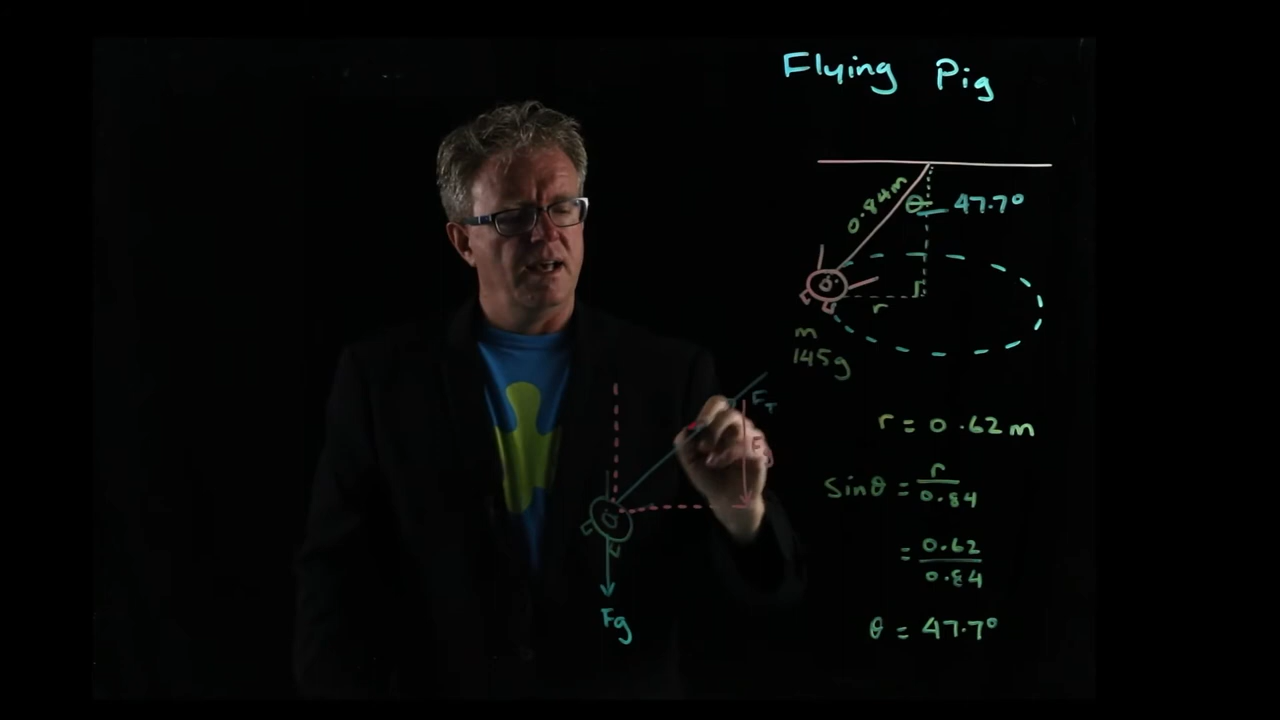 Flying Pig
0.84m
θ
47.7°
r
m
145g
F_T
F
Fg
r = 0.62m
Sinθ = r/0.84
= 0.62/0.84
θ = 47.7°